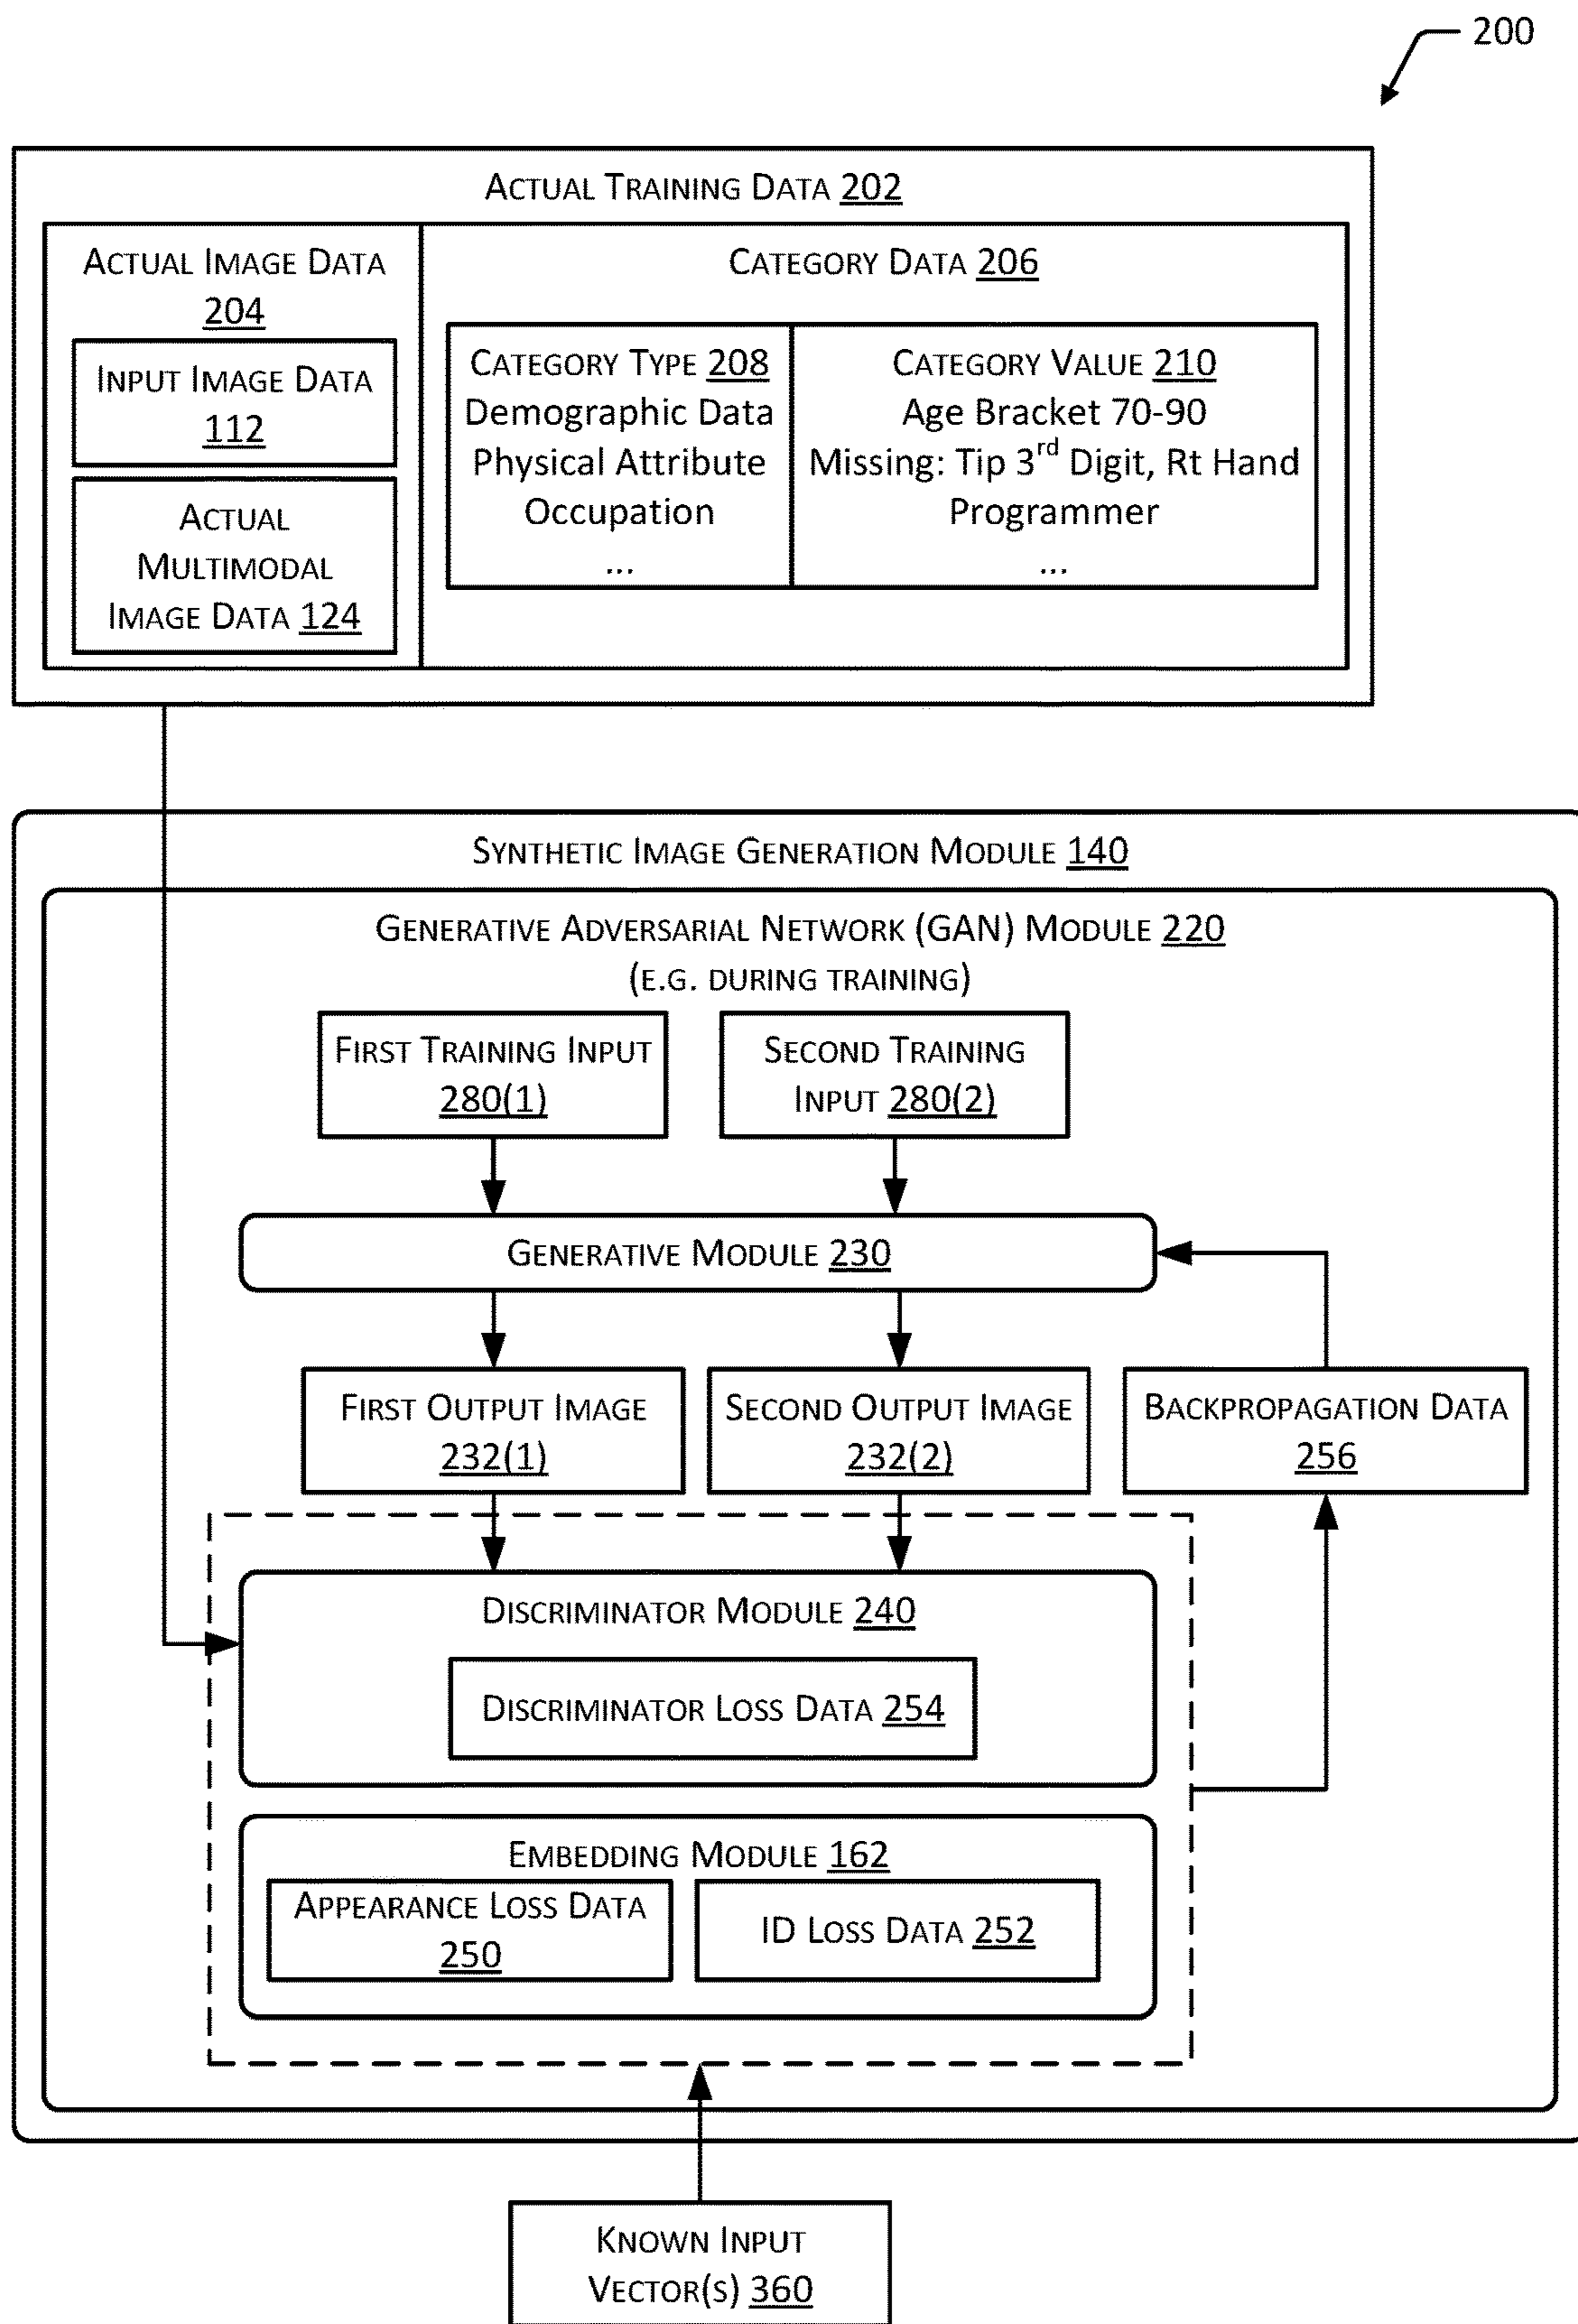 200
ACTUAL TRAINING DATA 202
ACTUAL IMAGE DATA
204
INPUT IMAGE DATA
112
ACTUAL
MULTIMODAL
IMAGE DATA 124
CATEGORY DATA 206
CATEGORY TYPE 208
Demographic Data
Physical Attribute
Occupation
...
CATEGORY VALUE 210
Age Bracket 70-90
Missing: Tip 3rd Digit, Rt Hand
Programmer
...
SYNTHETIC IMAGE GENERATION MODULE 140
GENERATIVE ADVERSARIAL NETWORK (GAN) MODULE 220
(E.G. DURING TRAINING)
FIRST TRAINING INPUT
280(1)
SECOND TRAINING
INPUT 280(2)
GENERATIVE MODULE 230
FIRST OUTPUT IMAGE
232(1)
SECOND OUTPUT IMAGE
232(2)
BACKPROPAGATION DATA
256
DISCRIMINATOR MODULE 240
DISCRIMINATOR LOSS DATA 254
EMBEDDING MODULE 162
APPEARANCE LOSS DATA
250
ID LOSS DATA 252
KNOWN INPUT
VECTOR(S) 360